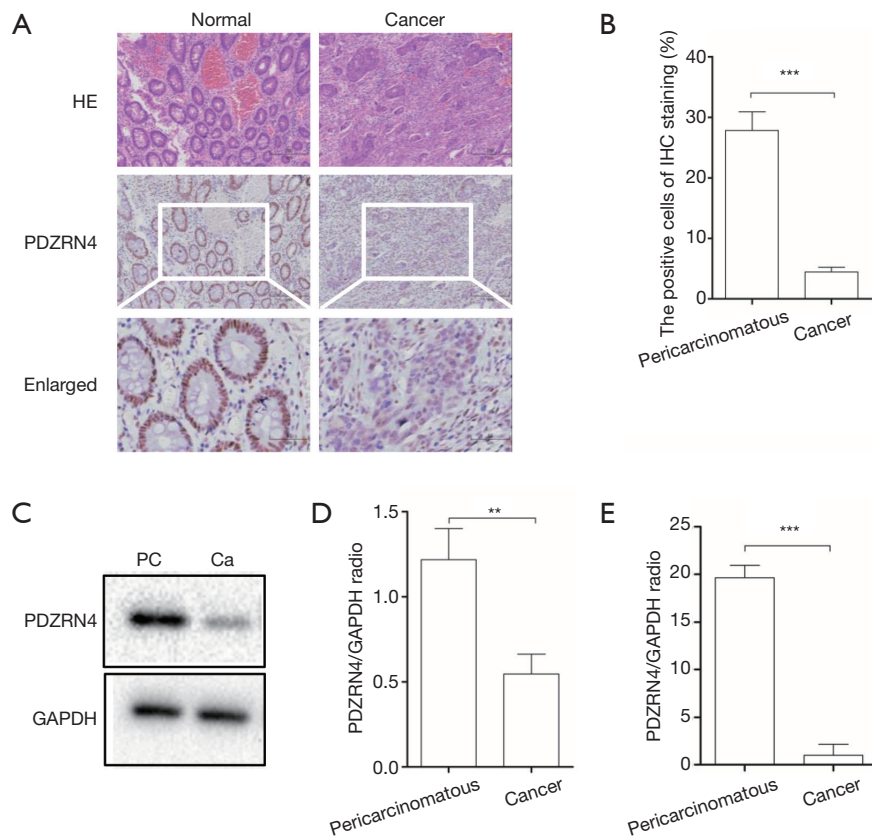 A
Normal
Cancer
HE
PDZRN4
Enlarged
B
The positive cells of IHC staining (%)
40
30
20
10
0
***
Pericarcinomatous
Cancer
C
PC
Ca
PDZRN4
GAPDH
D
PDZRN4/GAPDH radio
1.5
1.0
0.5
0.0
**
Pericarcinomatous
Cancer
E
PDZRN4/GAPDH radio
25
20
15
10
5
0
***
Pericarcinomatous
Cancer